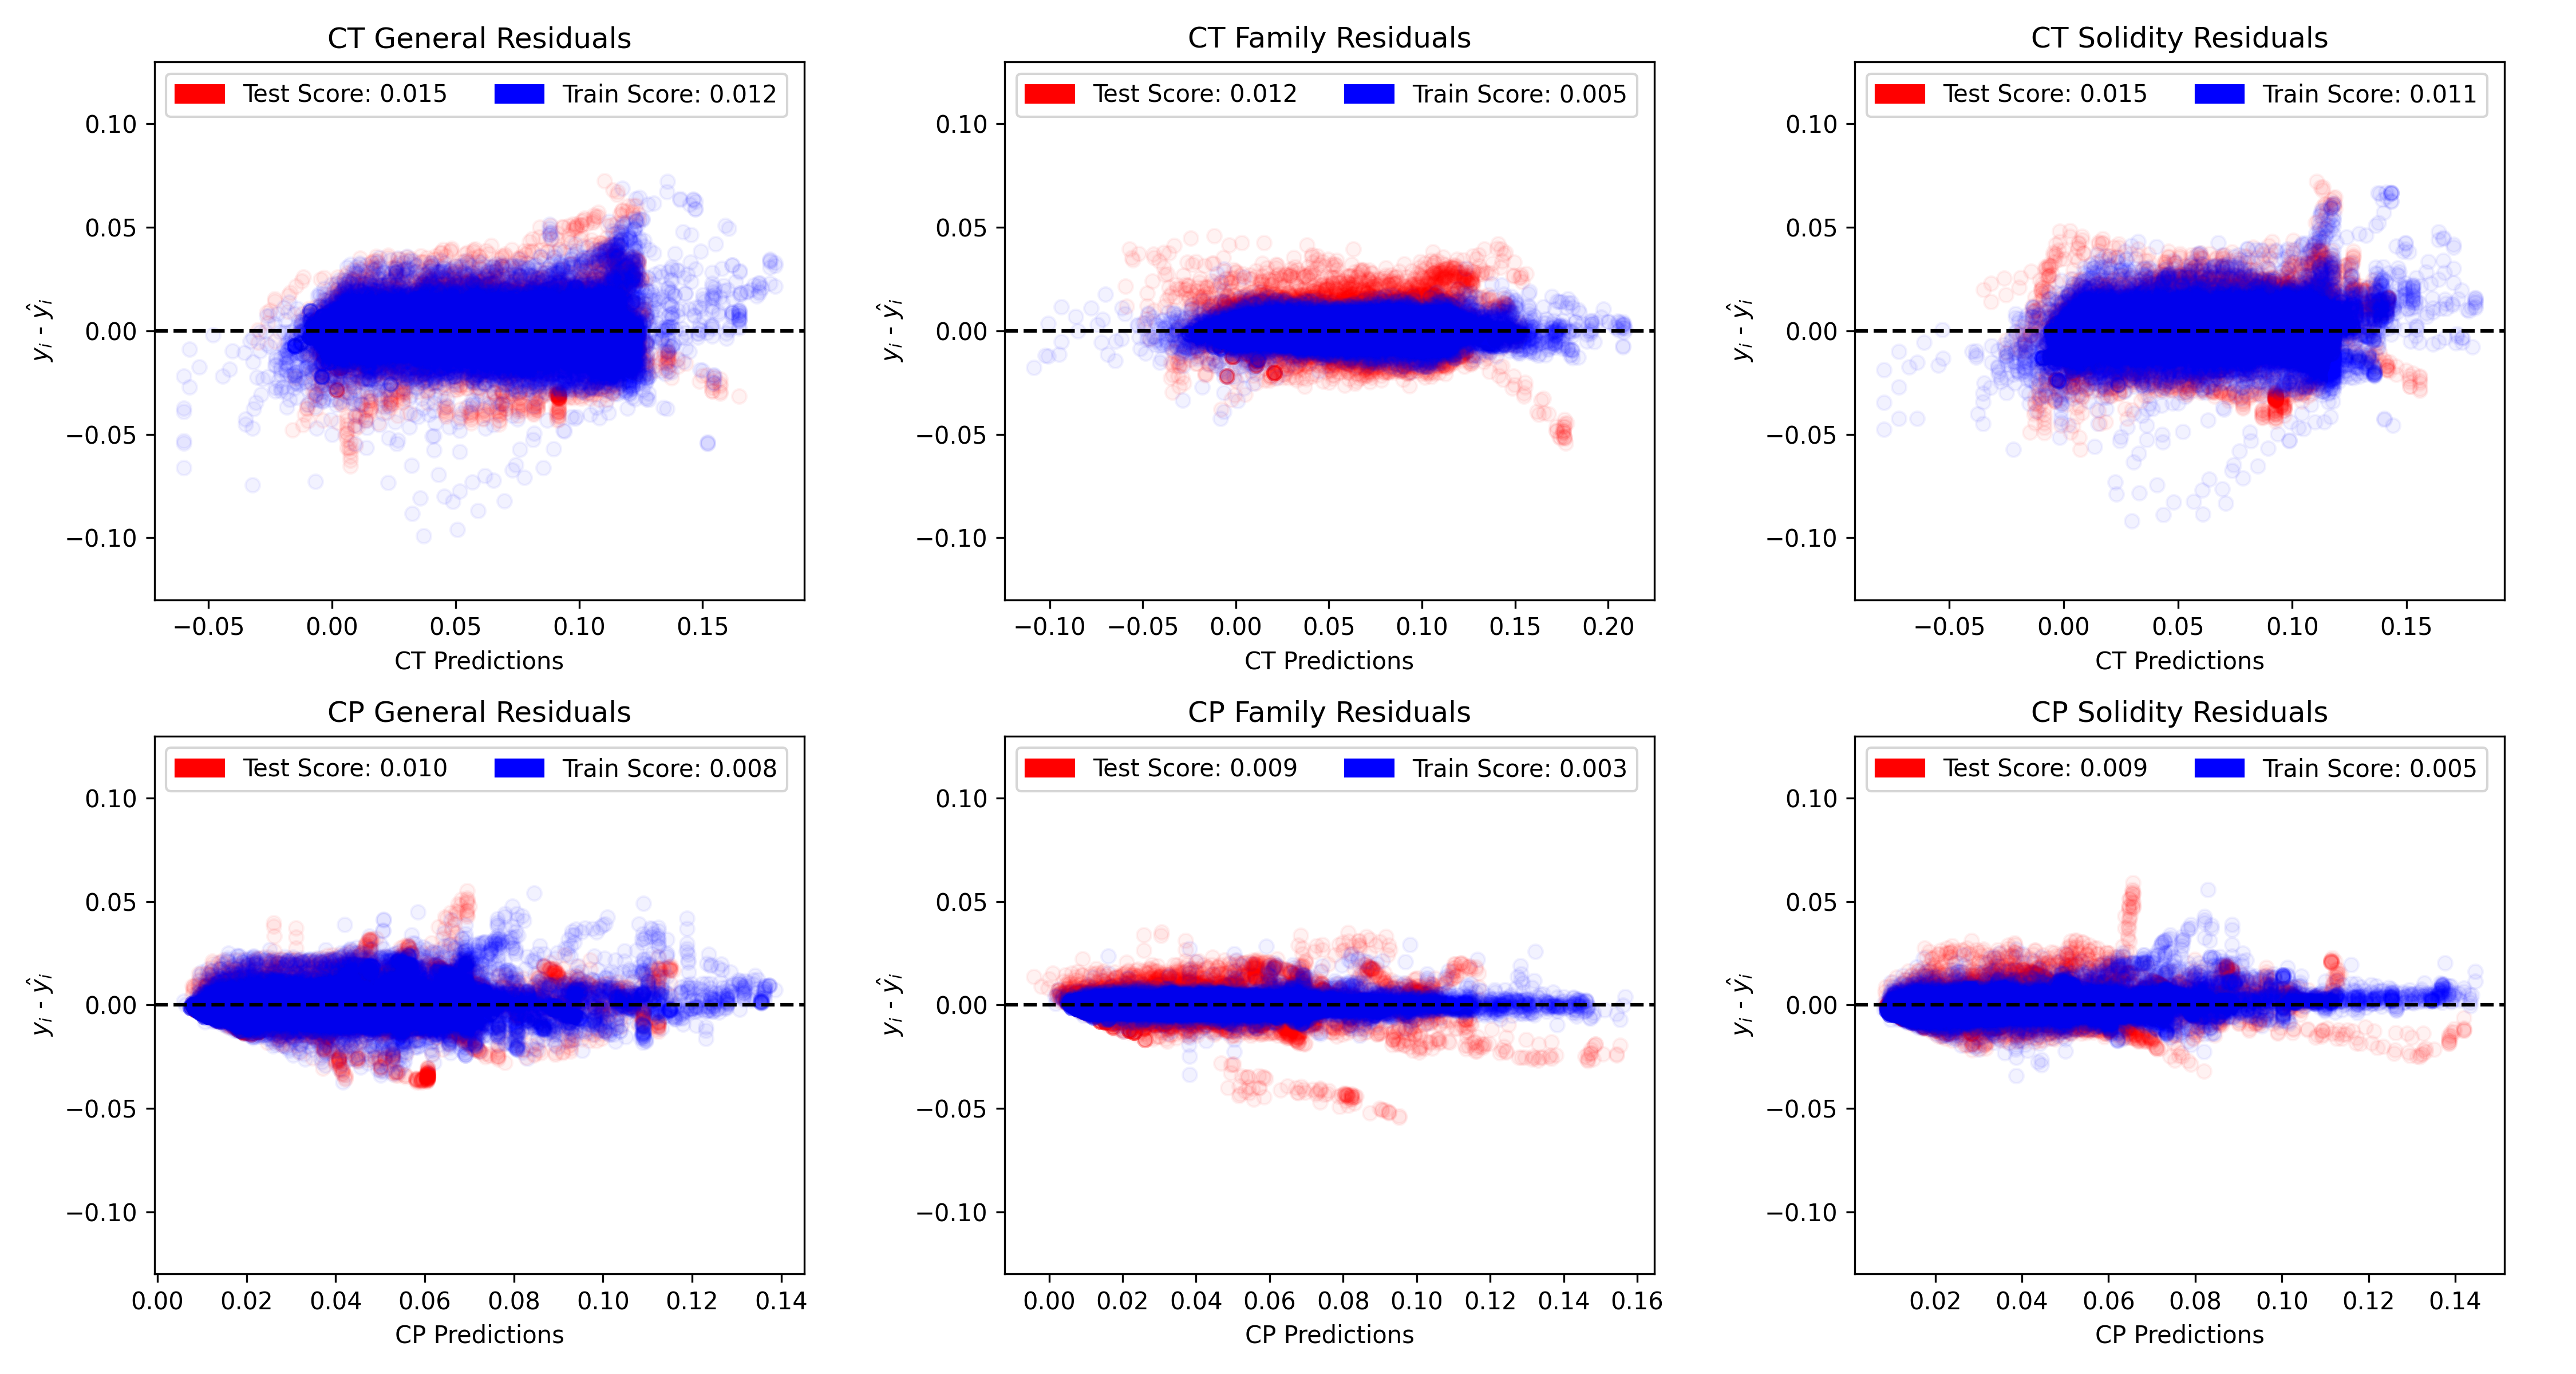 CT General Residuals
Test Score: 0.015 Train Score: 0.012
0.10
0.05
0.00
−0.05
−0.10
yᵢ - ŷᵢ
−0.05 0.00 0.05 0.10 0.15
CT Predictions
CT Family Residuals
Test Score: 0.012 Train Score: 0.005
0.10
0.05
0.00
−0.05
−0.10
yᵢ - ŷᵢ
−0.10 −0.05 0.00 0.05 0.10 0.15 0.20
CT Predictions
CT Solidity Residuals
Test Score: 0.015 Train Score: 0.011
0.10
0.05
0.00
−0.05
−0.10
yᵢ - ŷᵢ
−0.05 0.00 0.05 0.10 0.15
CT Predictions
CP General Residuals
Test Score: 0.010 Train Score: 0.008
0.10
0.05
0.00
−0.05
−0.10
yᵢ - ŷᵢ
0.00 0.02 0.04 0.06 0.08 0.10 0.12 0.14
CP Predictions
CP Family Residuals
Test Score: 0.009 Train Score: 0.003
0.10
0.05
0.00
−0.05
−0.10
yᵢ - ŷᵢ
0.00 0.02 0.04 0.06 0.08 0.10 0.12 0.14 0.16
CP Predictions
CP Solidity Residuals
Test Score: 0.009 Train Score: 0.005
0.10
0.05
0.00
−0.05
−0.10
yᵢ - ŷᵢ
0.02 0.04 0.06 0.08 0.10 0.12 0.14
CP Predictions